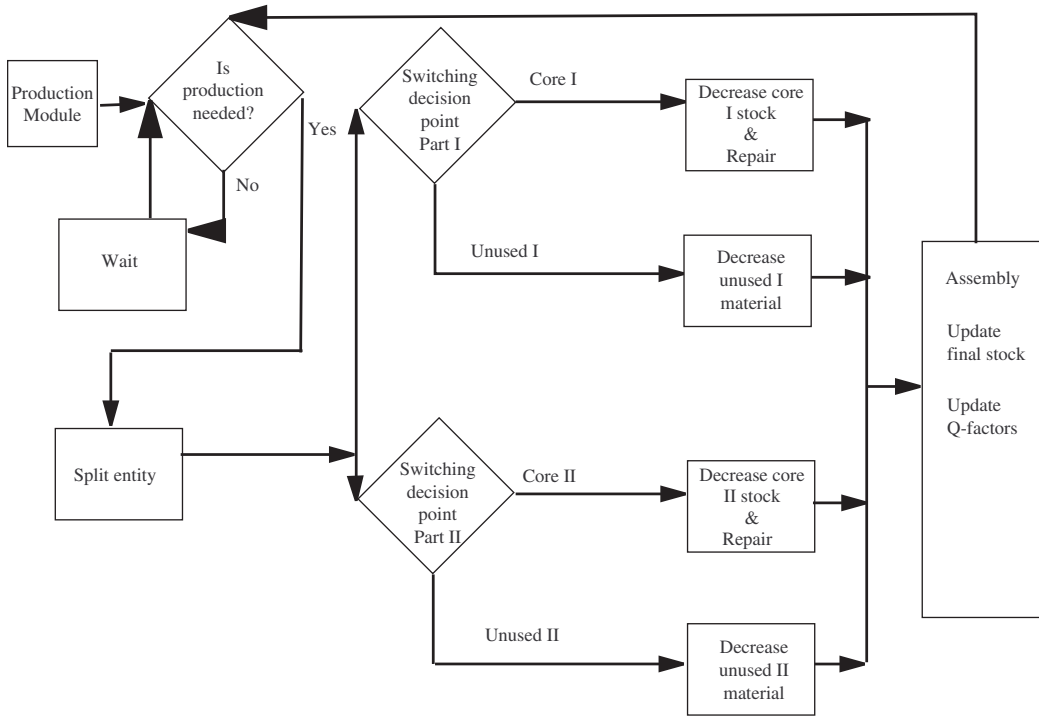 Production
Module
Is
production
needed?
Yes
No
Wait
Split entity
Switching
decision
point
Part I
Core I
Decrease core
I stock
&
Repair
Unused I
Decrease
unused I
material
Switching
decision
point
Part II
Core II
Decrease core
II stock
&
Repair
Unused II
Decrease
unused II
material
Assembly
Update
final stock
Update
Q-factors